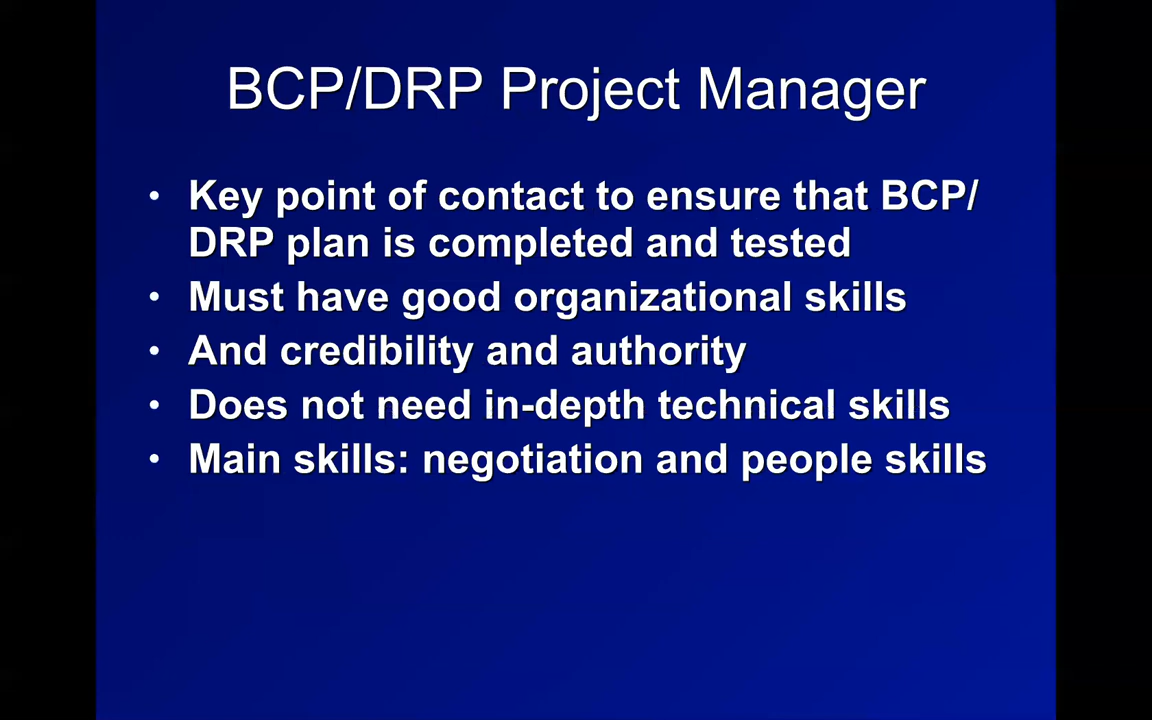 BCP/DRP Project Manager
• Key point of contact to ensure that BCP/
DRP plan is completed and tested
• Must have good organizational skills
• And credibility and authority
• Does not need in-depth technical skills
• Main skills: negotiation and people skills